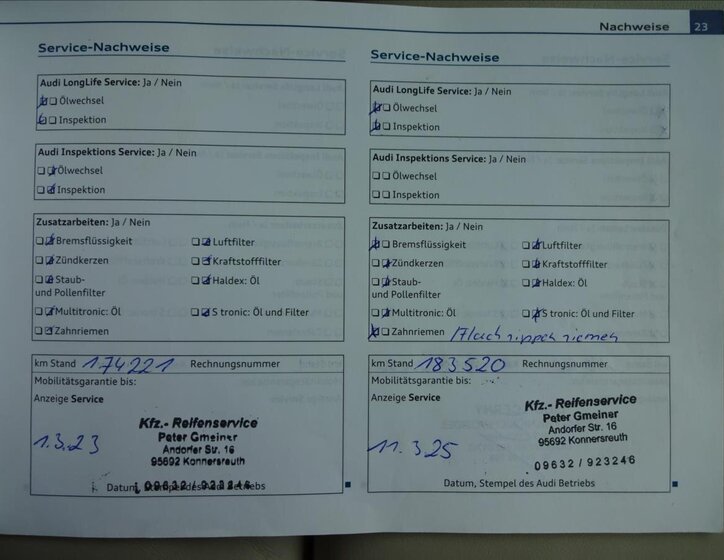 Nachweise 23
Service-Nachweise
Audi LongLife Service: Ja / Nein
Ölwechsel
Inspektion
Audi Inspektions Service: Ja / Nein
Ölwechsel
Inspektion
Zusatzarbeiten: Ja / Nein
Bremsflüssigkeit Luftfilter
Zündkerzen Kraftstofffilter
Staub- Haldex: Öl
und Pollenfilter
Multitronic: Öl S tronic: Öl und Filter
Zahnriemen
km Stand 174221 Rechnungsnummer
Mobilitätsgarantie bis:
Anzeige Service
1.3.23
Kfz.- Reifenservice
Peter Gmeiner
Andorfer Str. 16
95692 Konnersreuth
09632 / 923246
Datum, Stempel des Audi Betriebs
Service-Nachweise
Audi LongLife Service: Ja / Nein
Ölwechsel
Inspektion
Audi Inspektions Service: Ja / Nein
Ölwechsel
Inspektion
Zusatzarbeiten: Ja / Nein
Bremsflüssigkeit Luftfilter
Zündkerzen Kraftstofffilter
Staub- Haldex: Öl
und Pollenfilter
Multitronic: Öl S tronic: Öl und Filter
Zahnriemen Flachrippenriemen
km Stand 183520 Rechnungsnummer
Mobilitätsgarantie bis:
Anzeige Service
11.3.25
Kfz.- Reifenservice
Peter Gmeiner
Andorfer Str. 16
95692 Konnersreuth
09632 / 923246
Datum, Stempel des Audi Betriebs